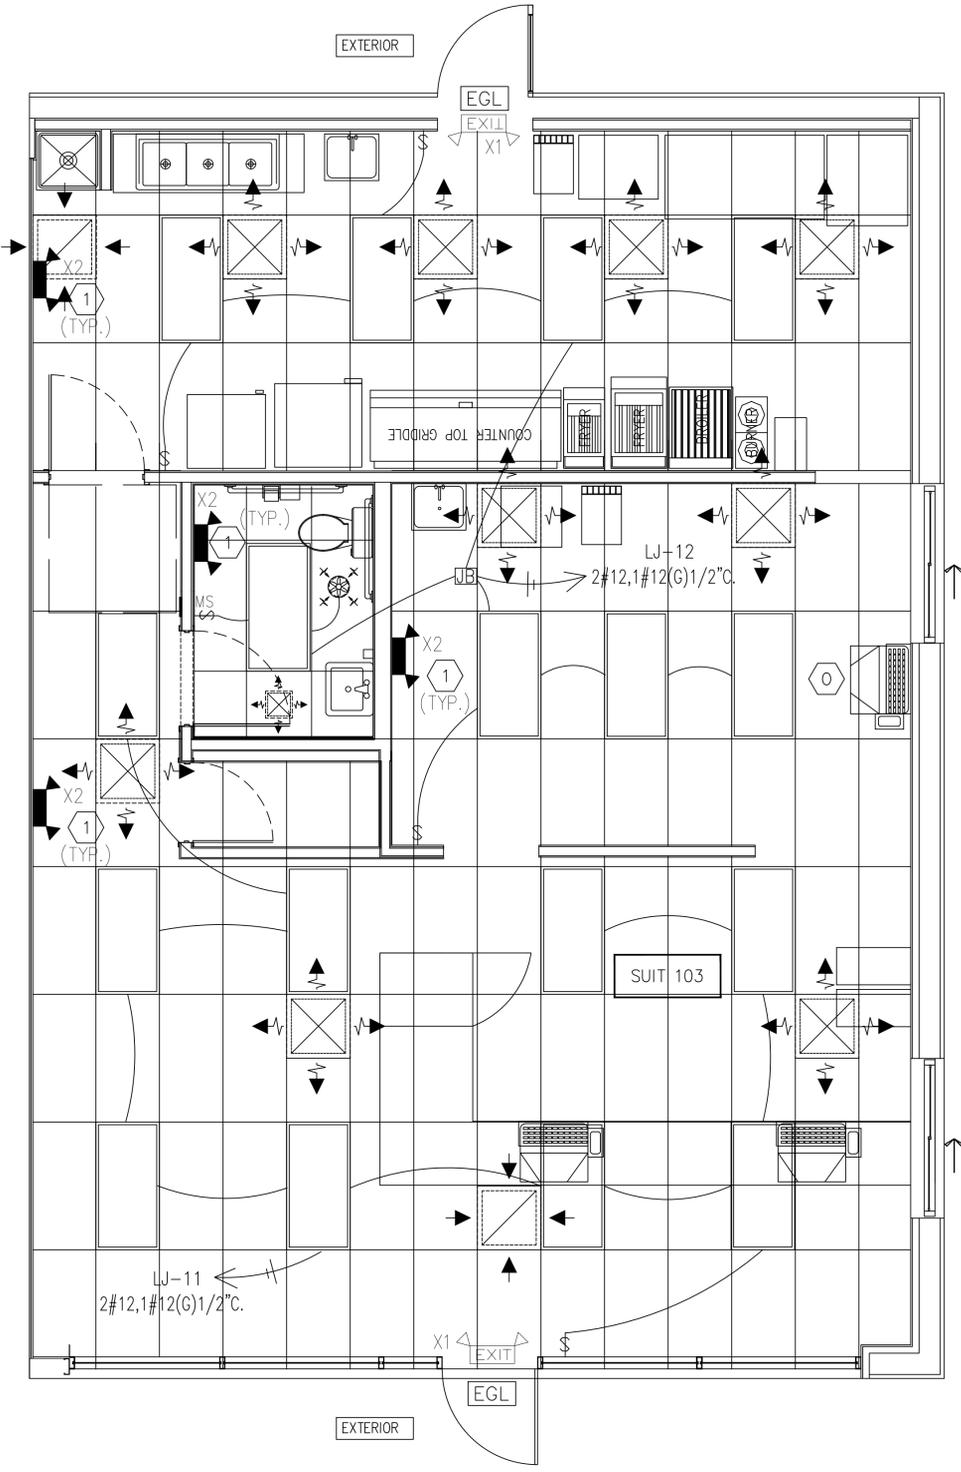 EXTERIOR
EGL
EXIT
X1
S
X2
1
(TYP.)
S
COUNTER TOP GRIDDLE
FRYER
FRYER
BROILER
BURNER
X2
(TYP.)
1
LJ-12
JB
2#12,1#12(G)1/2"C.
MS
S
X2
1
(TYP.)
0
X2
1
(TYP.)
S
SUIT 103
LJ-11
2#12,1#12(G)1/2"C.
X1
EXIT
S
EGL
EXTERIOR